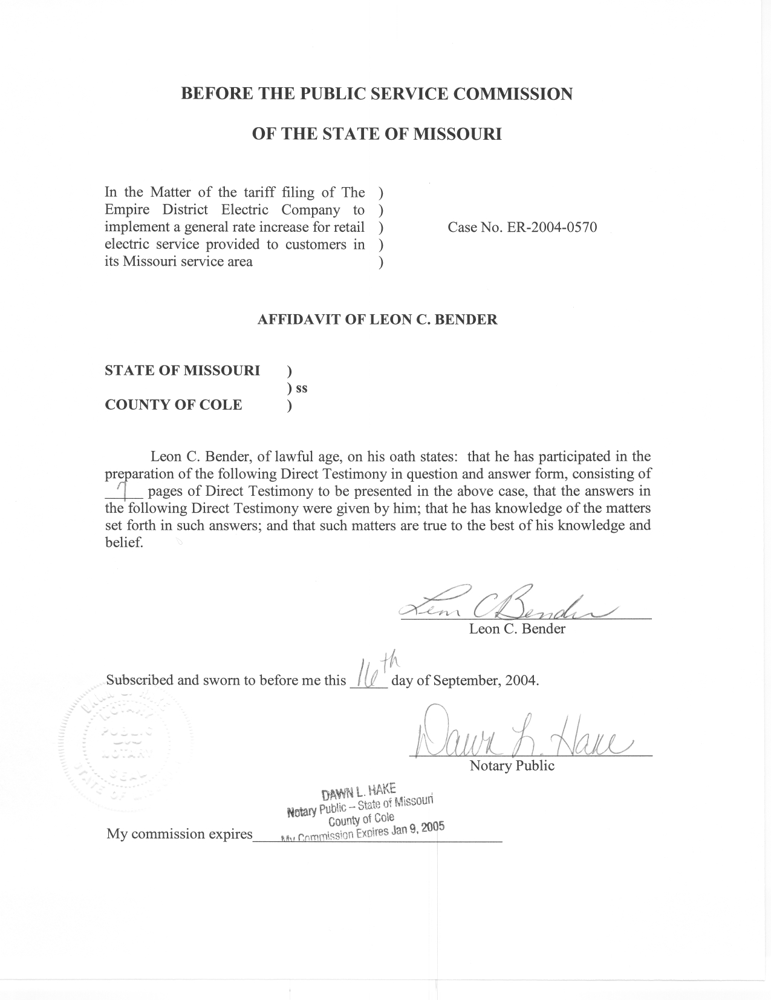 BEFORE THE PUBLIC SERVICE COMMISSION
OF THE STATE OF MISSOURI
In the Matter of the tariff filing of The )
Empire District Electric Company to )
implement a general rate increase for retail ) Case No. ER-2004-0570
electric service provided to customers in )
its Missouri service area )
AFFIDAVIT OF LEON C. BENDER
STATE OF MISSOURI )
) ss
COUNTY OF COLE )
Leon C. Bender, of lawful age, on his oath states: that he has participated in the
preparation of the following Direct Testimony in question and answer form, consisting of
7 pages of Direct Testimony to be presented in the above case, that the answers in
the following Direct Testimony were given by him; that he has knowledge of the matters
set forth in such answers; and that such matters are true to the best of his knowledge and
belief.
Leon C Bender
Leon C. Bender
Subscribed and sworn to before me this 16th day of September, 2004.
DAWN L. HAKE
NOTARY
PUBLIC
NOTARY
SEAL
STATE OF
Dawn L. Hake
Notary Public
DAWN L. HAKE
Notary Public – State of Missouri
County of Cole
My Commission Expires Jan 9, 2005
My commission expires